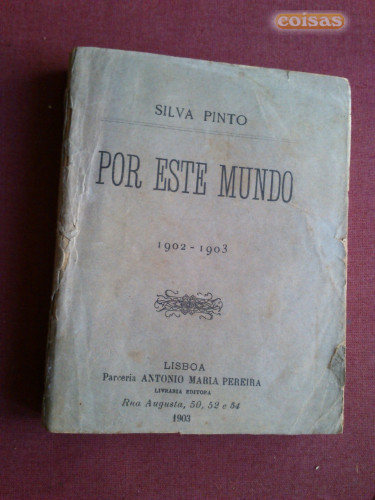 coisas
SILVA PINTO
POR ESTE MUNDO
1902-1903
LISBOA
Parceria ANTONIO MARIA PEREIRA
LIVRARIA EDITORA
Rua Augusta, 50, 52 e 54
1903